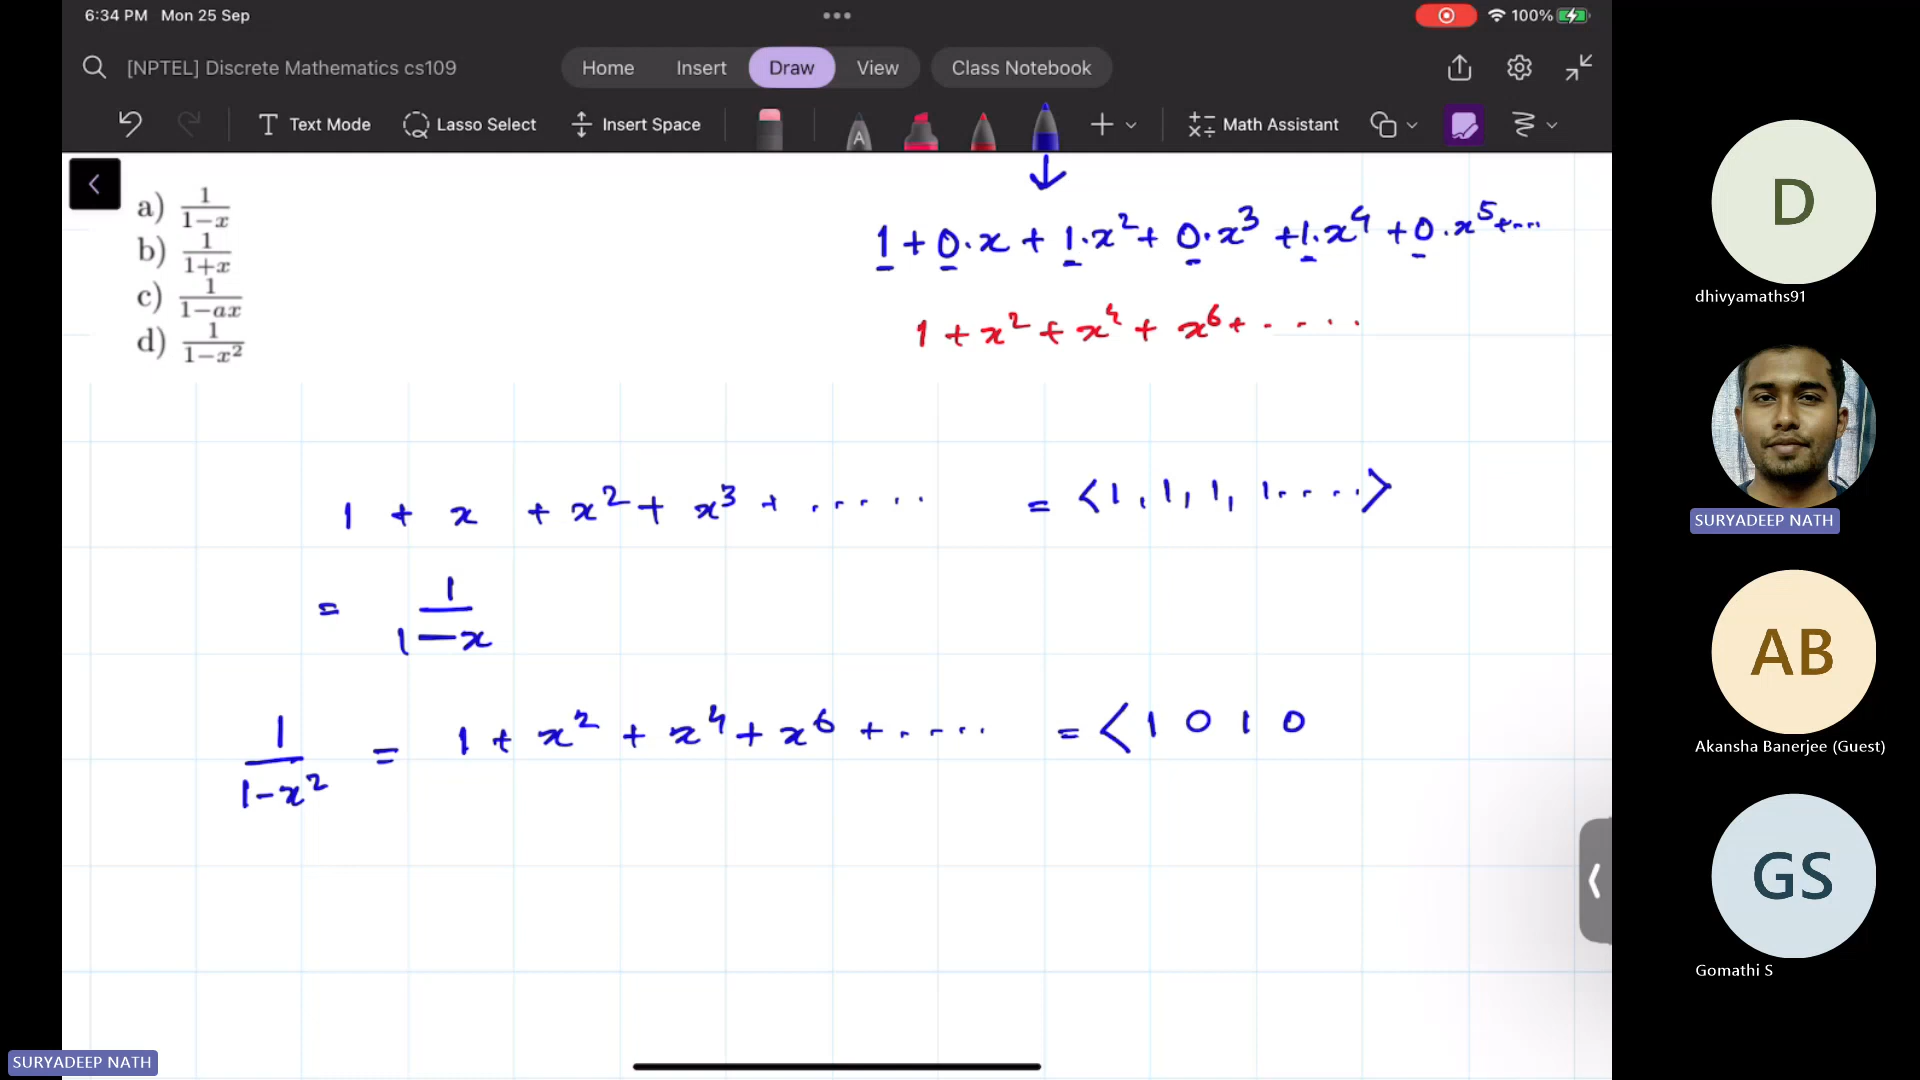 6:34 PM Mon 25 Sep
100%
[NPTEL] Discrete Mathematics cs109
Home Insert Draw View Class Notebook
Text Mode Lasso Select Insert Space A Math Assistant
a) 1/(1−x)
b) 1/(1+x)
c) 1/(1−ax)
d) 1/(1−x²)
1 + 0·x + 1·x² + 0·x³ + 1·x⁴ + 0·x⁵ + ...
1 + x² + x⁴ + x⁶ + . . . .
1 + x + x² + x³ + ...... = <1, 1, 1, 1.....>
= 1/(1−x)
1/(1−x²) = 1 + x² + x⁴ + x⁶ + ..... = < 1 0 1 0
D
dhivyamaths91
SURYADEEP NATH
AB
Akansha Banerjee (Guest)
GS
Gomathi S
SURYADEEP NATH